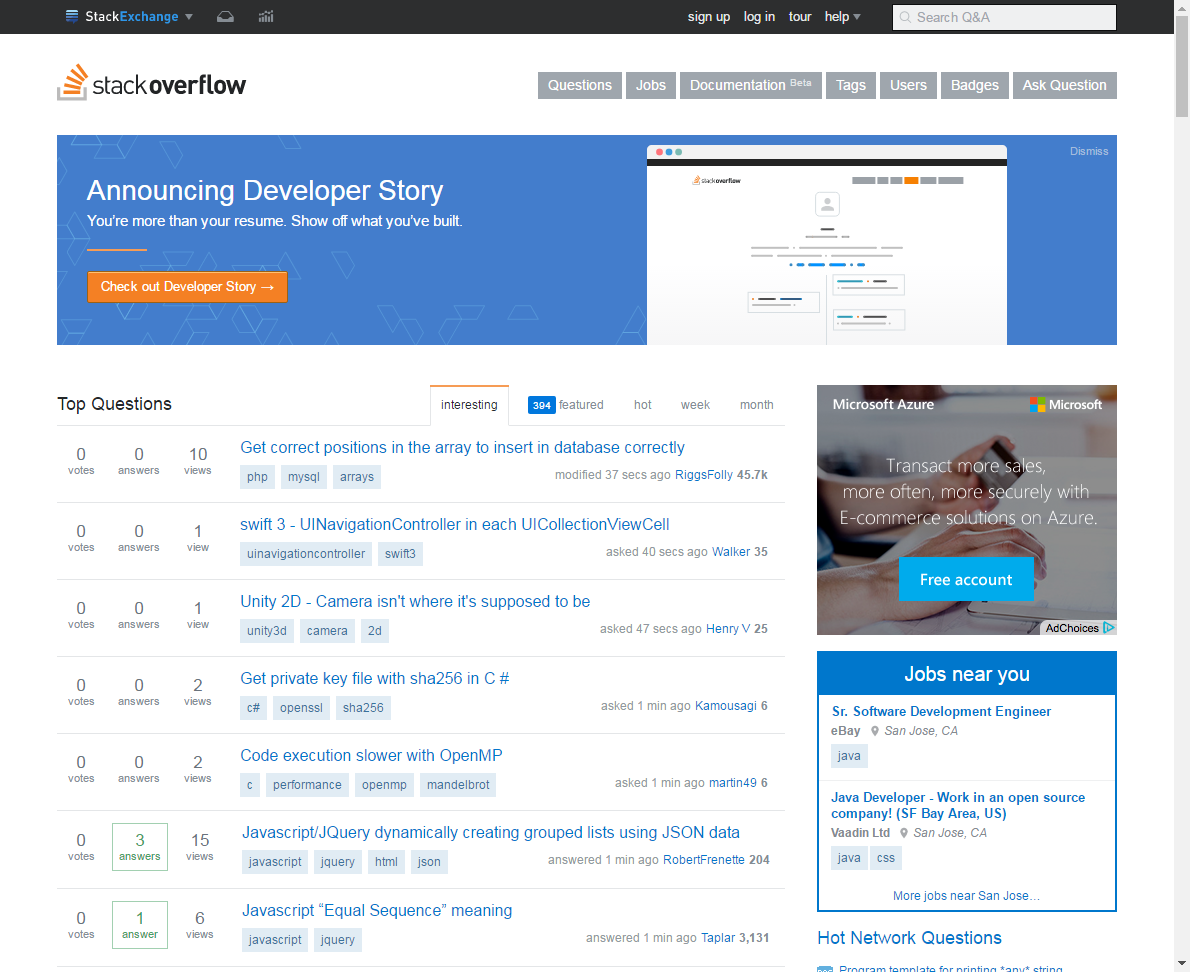 StackExchange
sign up log in tour help
Search Q&A
stackoverflow
Questions Jobs Documentation Beta Tags Users Badges Ask Question
Announcing Developer Story
You're more than your resume. Show off what you've built.
Check out Developer Story →
Dismiss
stackoverflow
Top Questions
interesting 394 featured hot week month
0 votes 0 answers 10 views
Get correct positions in the array to insert in database correctly
php mysql arrays
modified 37 secs ago RiggsFolly 45.7k
0 votes 0 answers 1 view
swift 3 - UINavigationController in each UICollectionViewCell
uinavigationcontroller swift3
asked 40 secs ago Walker 35
0 votes 0 answers 1 view
Unity 2D - Camera isn't where it's supposed to be
unity3d camera 2d
asked 47 secs ago Henry V 25
0 votes 0 answers 2 views
Get private key file with sha256 in C #
c# openssl sha256
asked 1 min ago Kamousagi 6
0 votes 0 answers 2 views
Code execution slower with OpenMP
c performance openmp mandelbrot
asked 1 min ago martin49 6
0 votes 3 answers 15 views
Javascript/JQuery dynamically creating grouped lists using JSON data
javascript jquery html json
answered 1 min ago RobertFrenette 204
0 votes 1 answer 6 views
Javascript “Equal Sequence” meaning
javascript jquery
answered 1 min ago Taplar 3,131
Microsoft Azure
Microsoft
Transact more sales,
more often, more securely with
E-commerce solutions on Azure.
Free account
AdChoices
Jobs near you
Sr. Software Development Engineer
eBay San Jose, CA
java
Java Developer - Work in an open source
company! (SF Bay Area, US)
Vaadin Ltd San Jose, CA
java css
More jobs near San Jose…
Hot Network Questions
Program template for printing *any* string